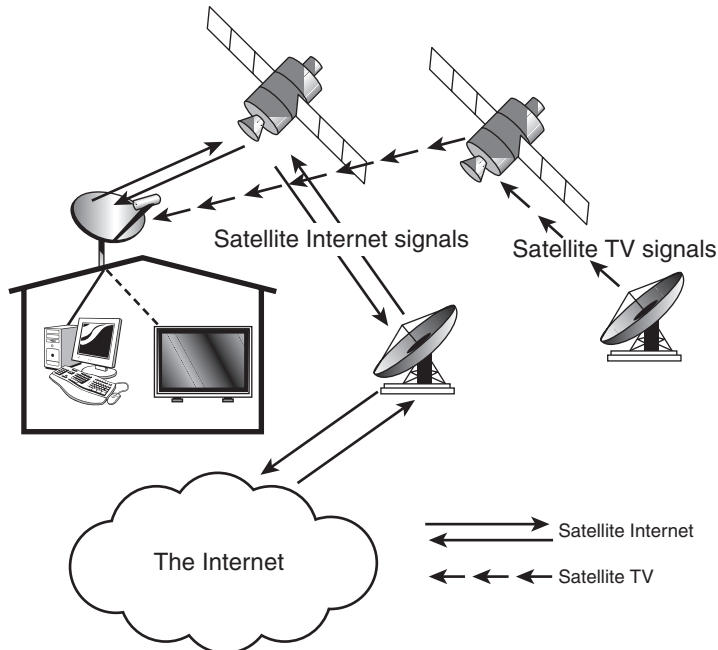 Satellite Internet signals
Satellite TV signals
The Internet
Satellite Internet
Satellite TV